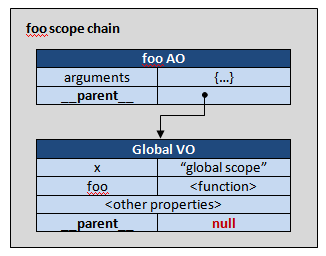 foo scope chain
foo AO
arguments {...}
__parent__
Global VO
x “global scope”
foo <function>
<other properties>
__parent__ null